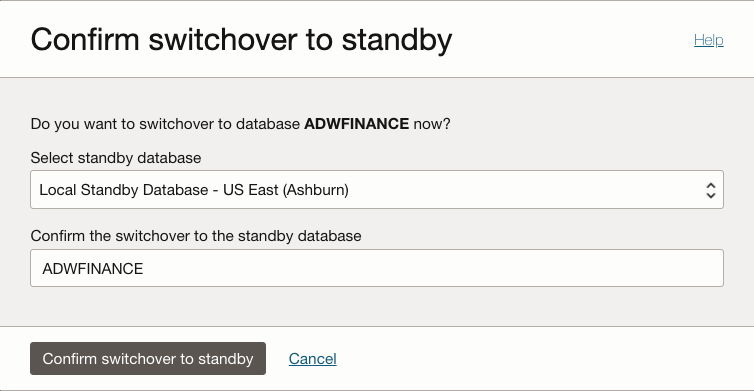 Confirm switchover to standby
Help
Do you want to switchover to database ADWFINANCE now?
Select standby database
Local Standby Database - US East (Ashburn)
Confirm the switchover to the standby database
ADWFINANCE
Confirm switchover to standby
Cancel